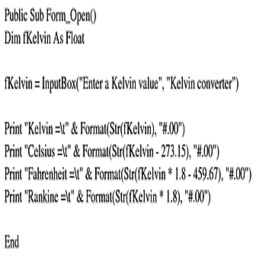 Public Sub Form_Open()
Dim fKelvin As Float
fKelvin = InputBox("Enter a Kelvin value", "Kelvin converter")
Print "Kelvin =\t" & Format(Str(fKelvin), "#.00")
Print "Celsius =\t" & Format(Str(fKelvin - 273.15), "#.00")
Print "Fahrenheit =\t" & Format(Str(fKelvin * 1.8 - 459.67), "#.00")
Print "Rankine =\t" & Format(Str(fKelvin * 1.8), "#.00")
End